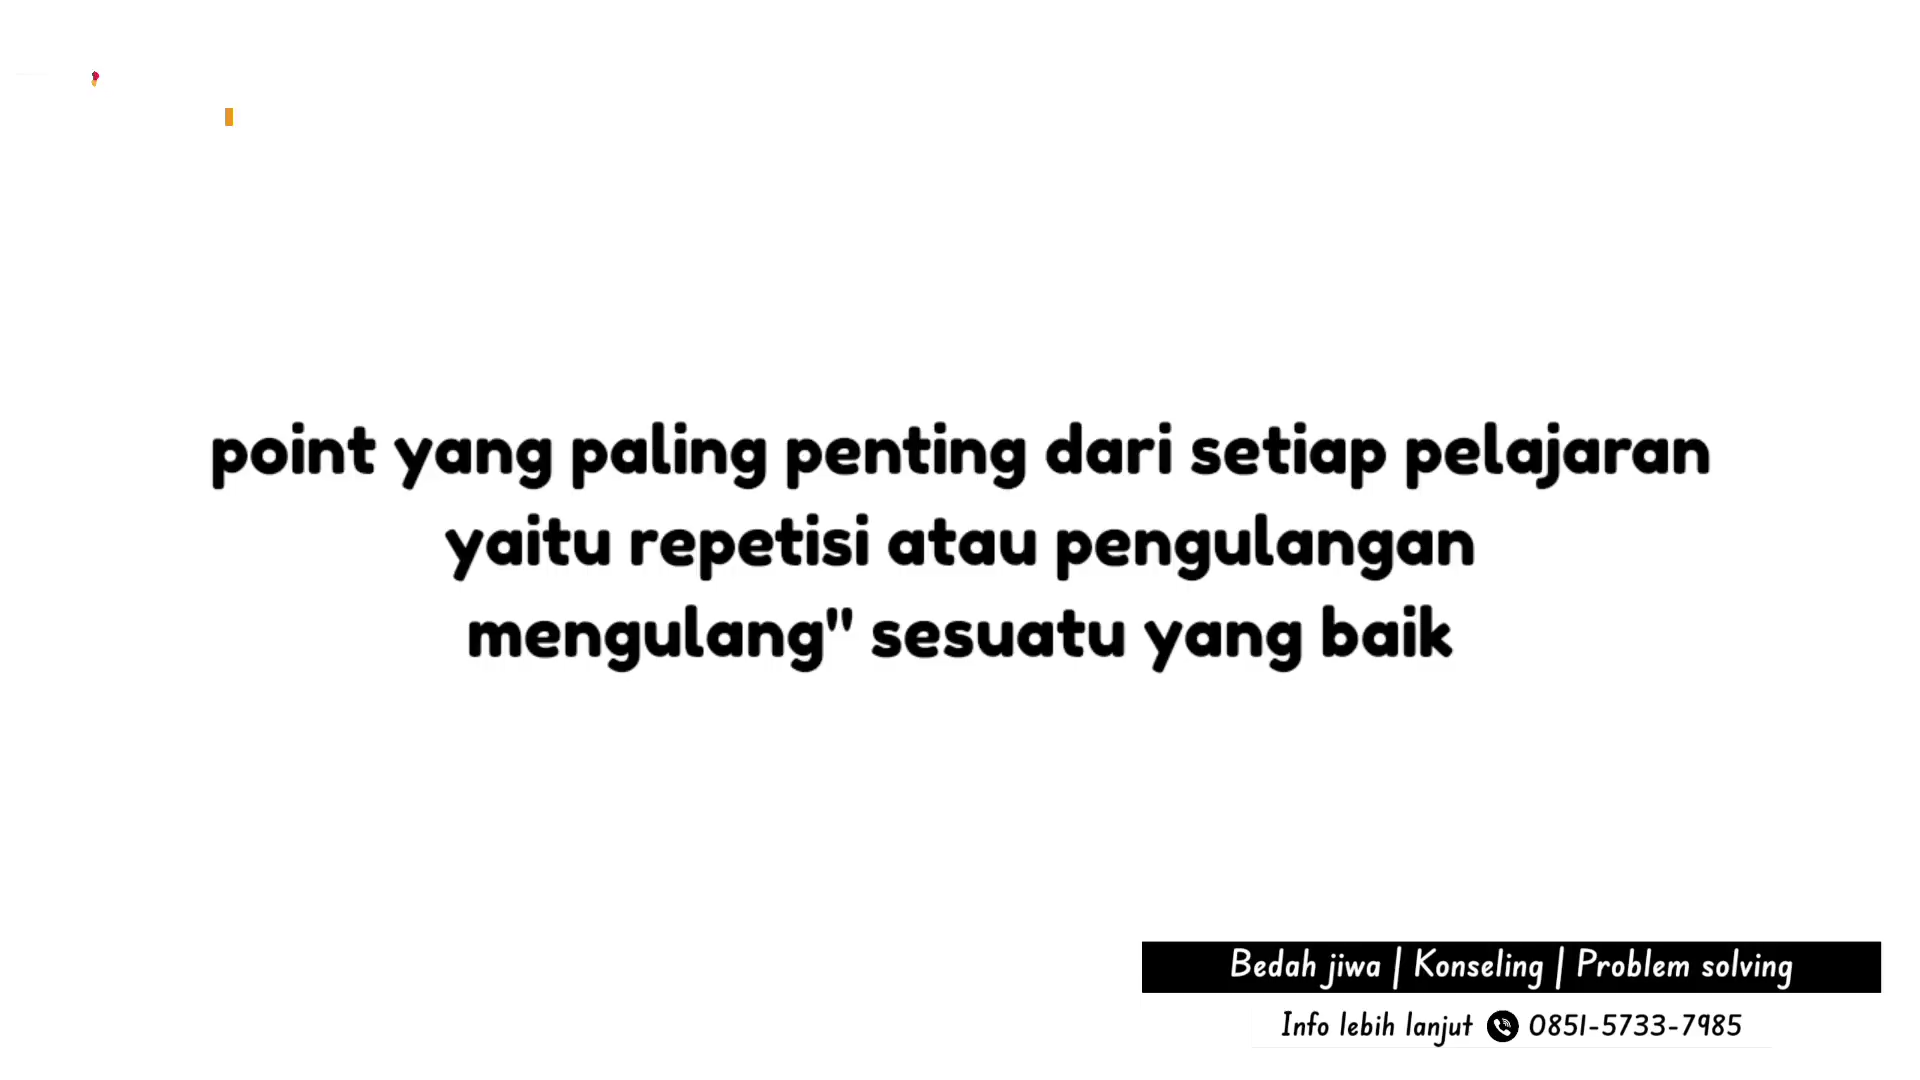 point yang paling penting dari setiap pelajaran
yaitu repetisi atau pengulangan
mengulang" sesuatu yang baik
Bedah jiwa | Konseling | Problem solving
Info lebih lanjut 0851-5733-7985